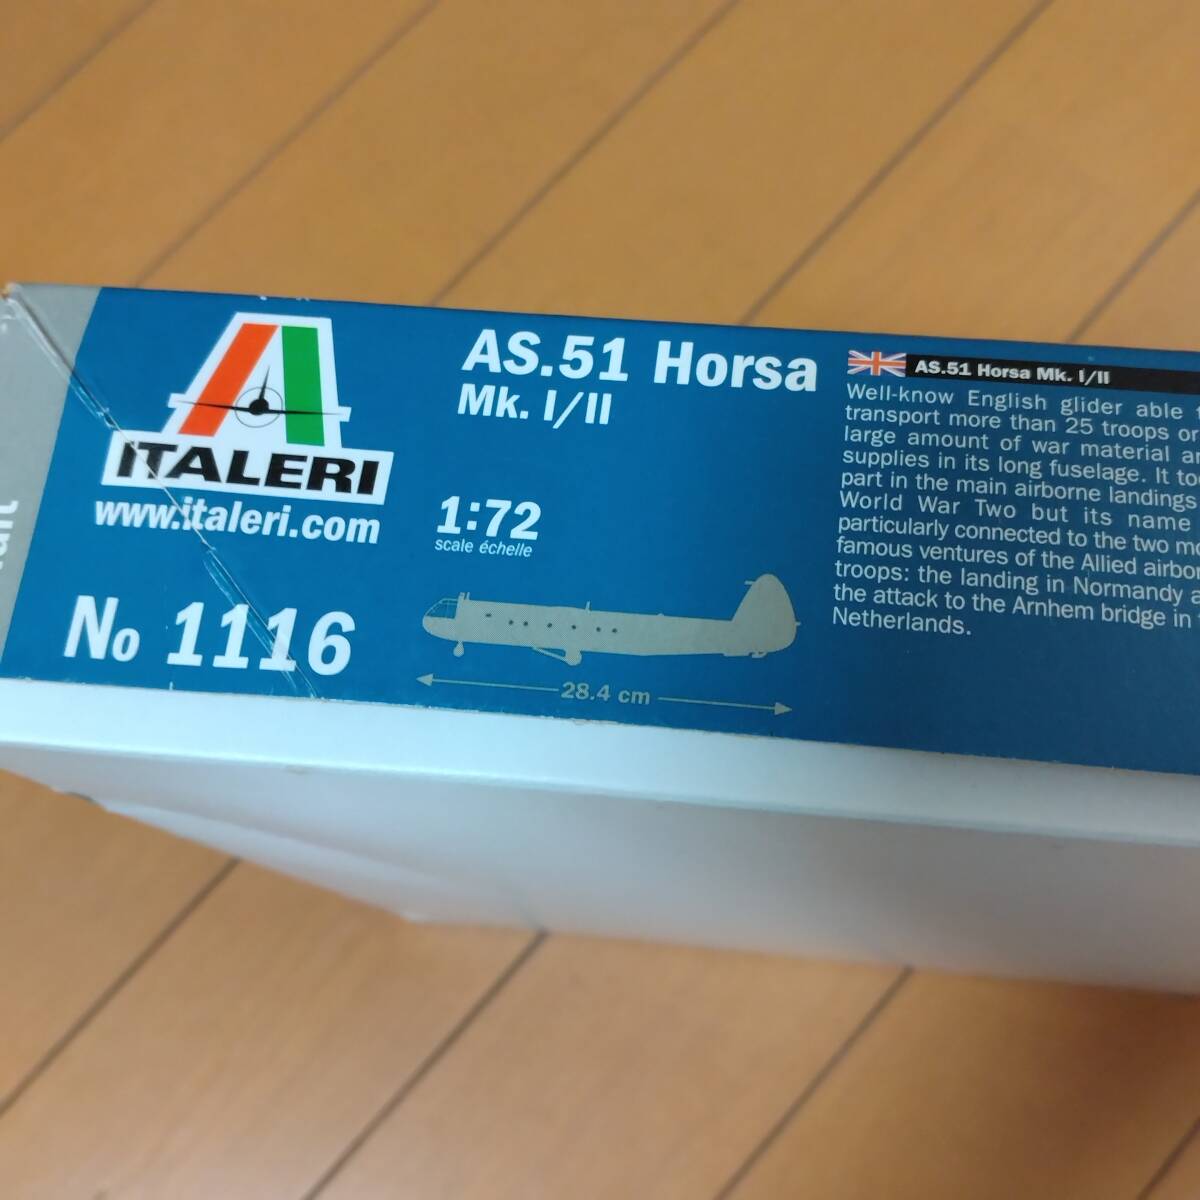 ITALERI
www.italeri.com
No 1116
AS.51 Horsa
Mk. I/II
1:72
scale échelle
28.4 cm
AS.51 Horsa Mk. I/II
Well-know English glider able
transport more than 25 troops or
large amount of war material
supplies in its long fuselage. It
part in the main airborne landings
World War Two but its name
particularly connected to the two
famous ventures of the Allied
troops: the landing in Normandy
the attack to the Arnhem bridge in
Netherlands.